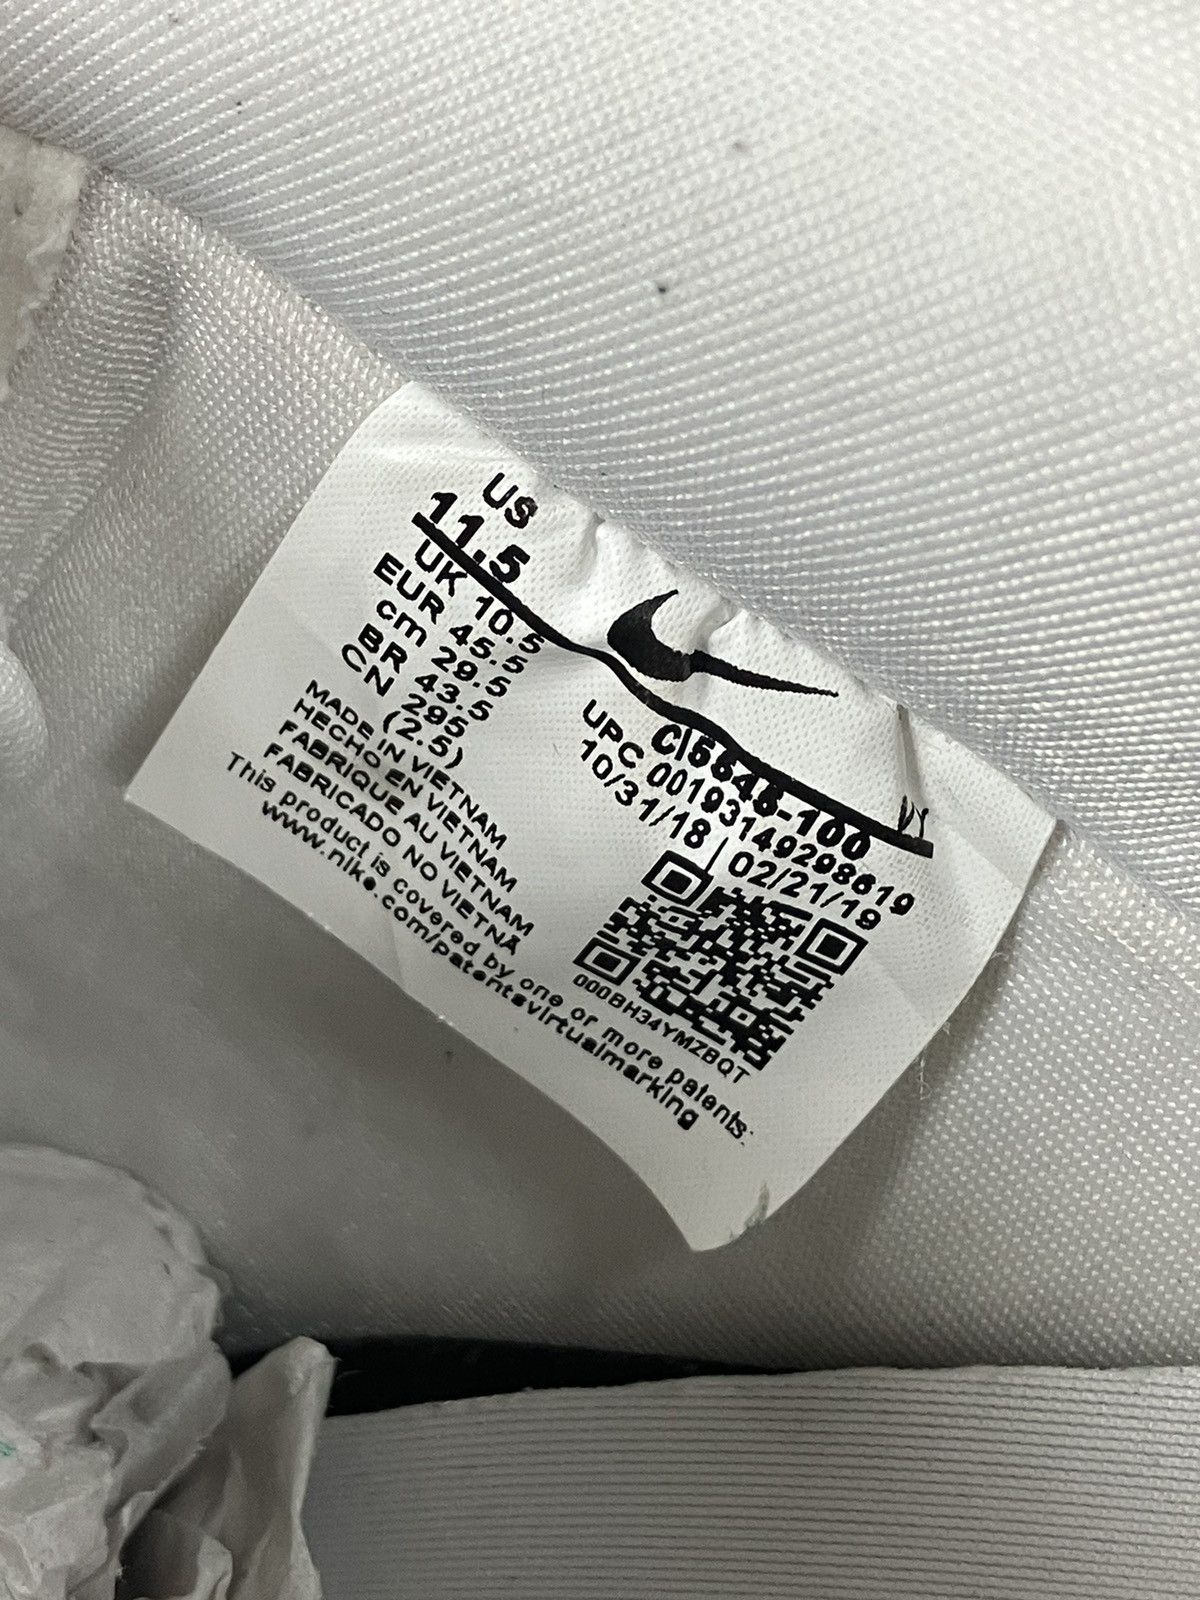 US
11.5
UK 10.5
EUR 45.5
cm 29.5
BR 43.5
CN 295
(2.5)
MADE IN VIETNAM
HECHO EN VIETNAM
FABRIQUE AU VIETNAM
FABRICADO NO VIETNÃ
This product is covered by one or more patents:
www.nike.com/patentsvirtualmarking
CI5545-100
UPC 00193149298619
10/31/18 02/21/19
000BH34YMZBQT